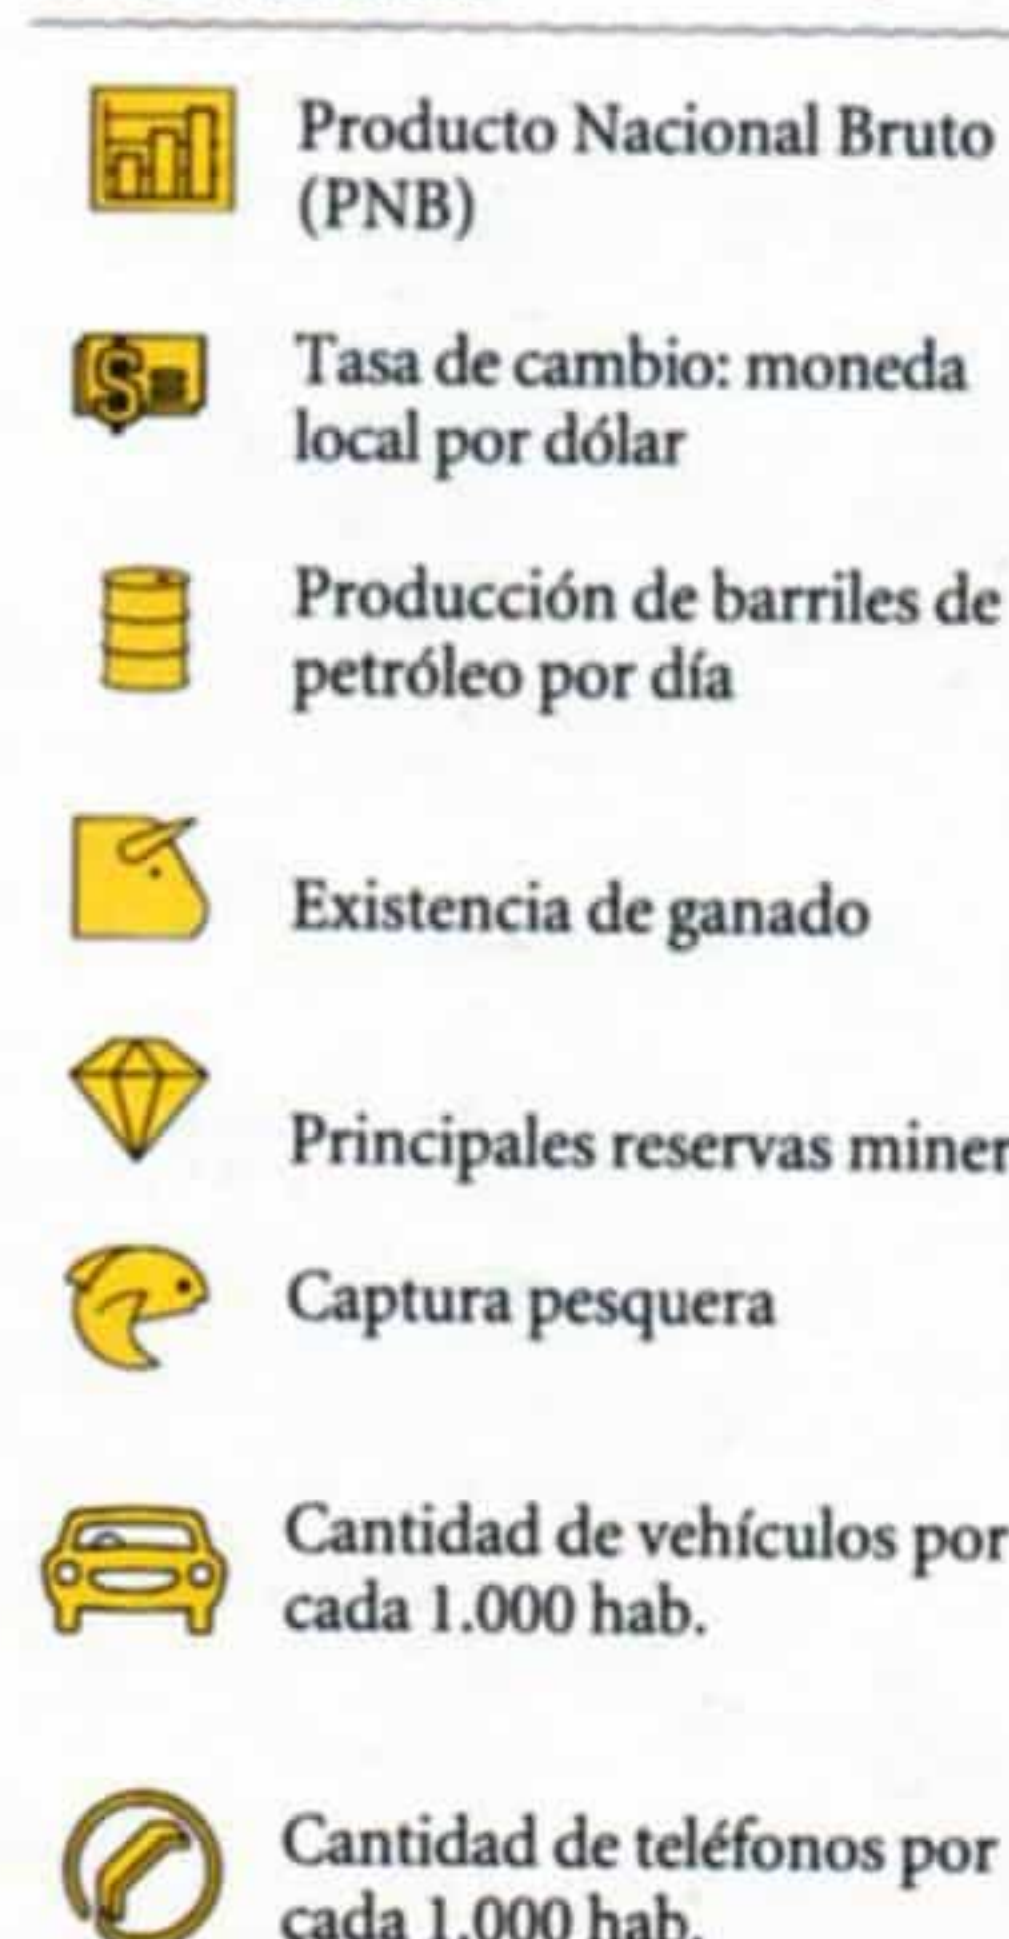 Producto Nacional Bruto
(PNB)
Tasa de cambio: moneda
local por dólar
Producción de barriles de
petróleo por día
Existencia de ganado
Principales reservas miner
Captura pesquera
Cantidad de vehículos por
cada 1.000 hab.
Cantidad de teléfonos por
cada 1.000 hab.